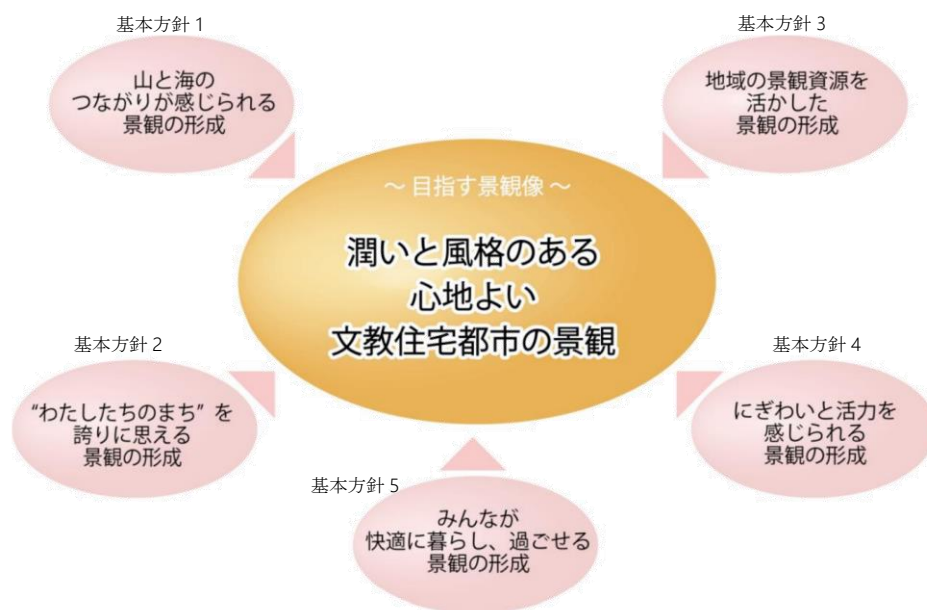 基本方針 1
山と海の
つながりが感じられる
景観の形成
基本方針 3
地域の景観資源を
活かした
景観の形成
～ 目指す景観像 ～
潤いと風格のある
心地よい
文教住宅都市の景観
基本方針 2
“わたしたちのまち”を
誇りに思える
景観の形成
基本方針 4
にぎわいと活力を
感じられる
景観の形成
基本方針 5
みんなが
快適に暮らし、過ごせる
景観の形成